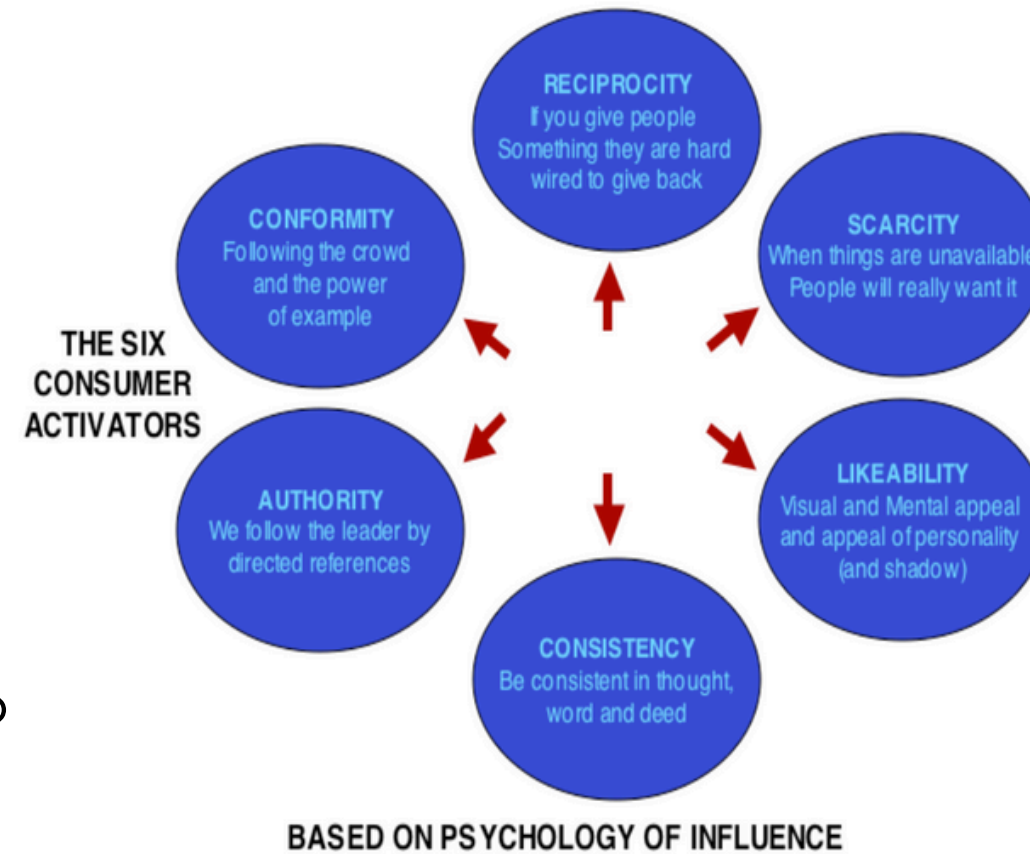 RECIPROCITY
If you give people
Something they are hard
wired to give back
SCARCITY
When things are unavailable
People will really want it
LIKEABILITY
Visual and Mental appeal
and appeal of personality
(and shadow)
CONSISTENCY
Be consistent in thought,
word and deed
AUTHORITY
We follow the leader by
directed references
CONFORMITY
Following the crowd
and the power
of example
THE SIX
CONSUMER
ACTIVATORS
BASED ON PSYCHOLOGY OF INFLUENCE